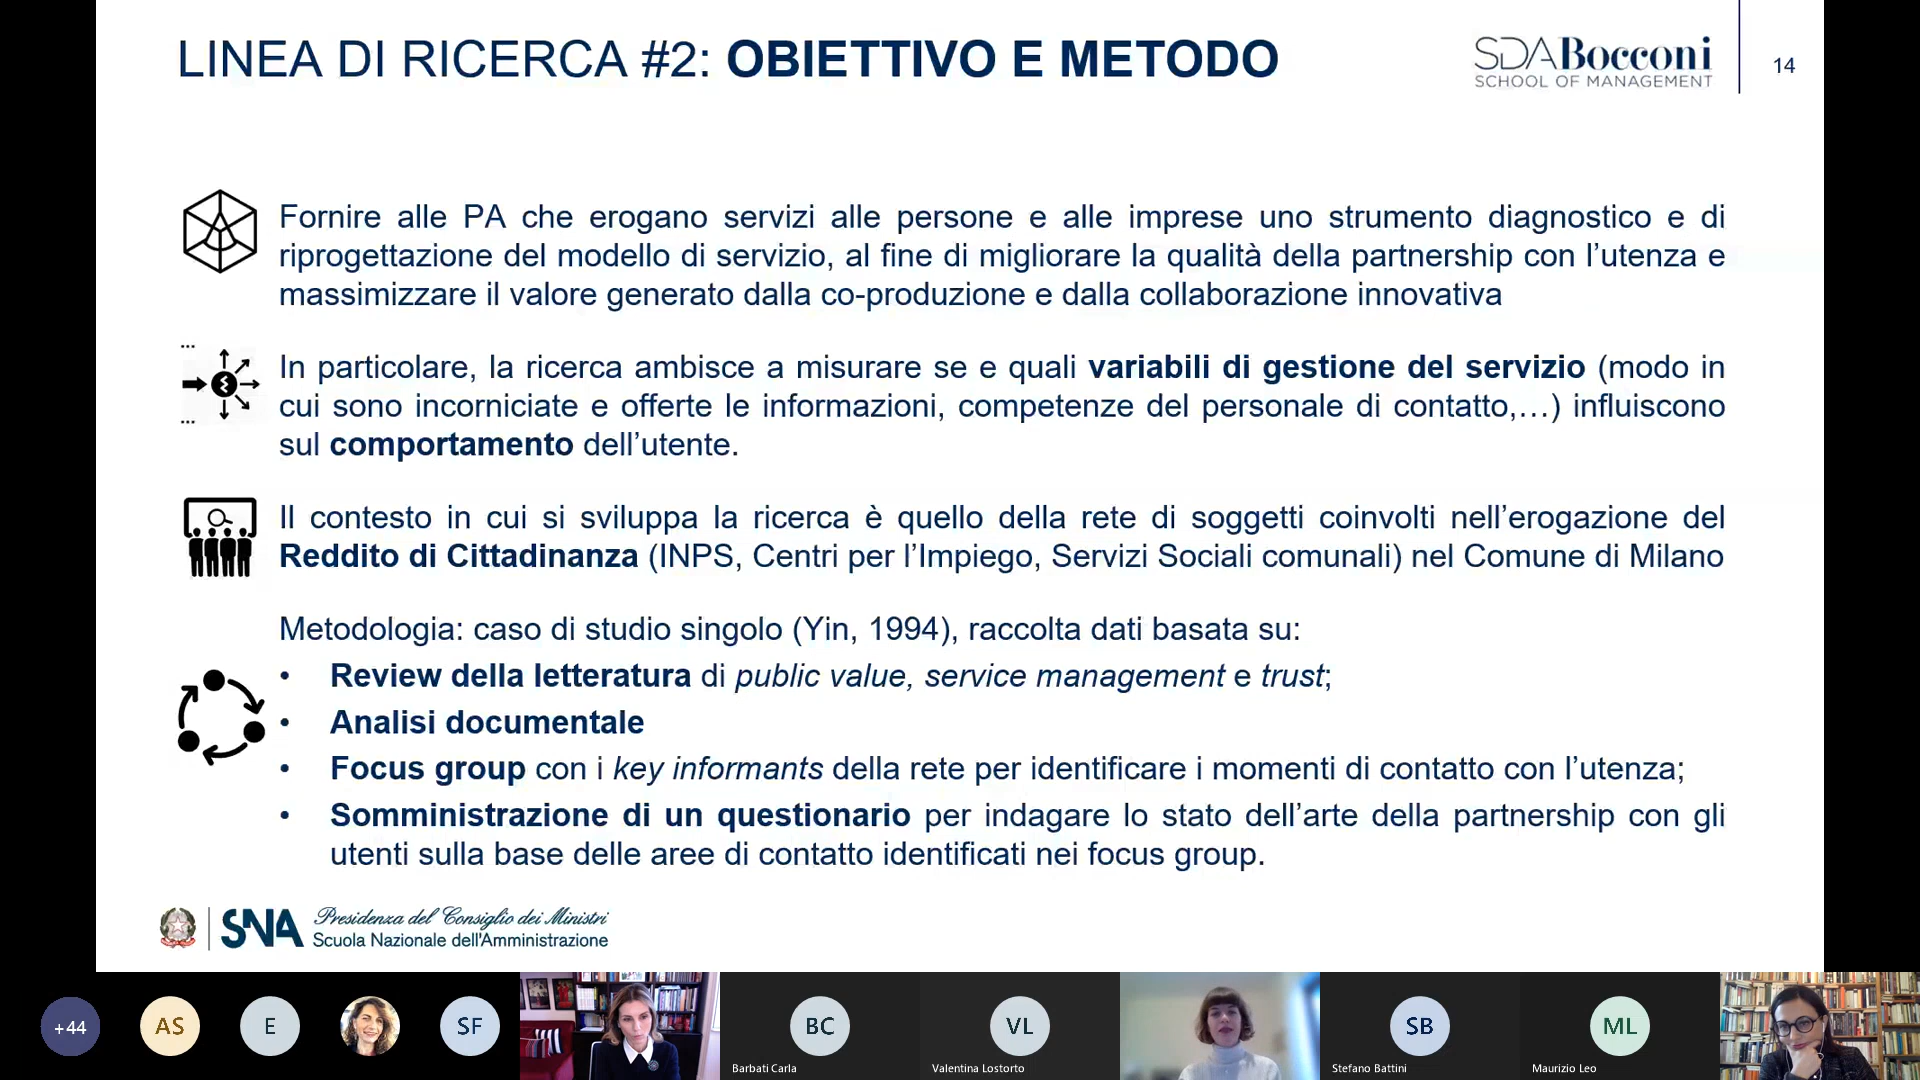 LINEA DI RICERCA #2: OBIETTIVO E METODO
SDA Bocconi
SCHOOL OF MANAGEMENT
14
Fornire alle PA che erogano servizi alle persone e alle imprese uno strumento diagnostico e di
riprogettazione del modello di servizio, al fine di migliorare la qualità della partnership con l’utenza e
massimizzare il valore generato dalla co-produzione e dalla collaborazione innovativa
...
In particolare, la ricerca ambisce a misurare se e quali variabili di gestione del servizio (modo in
cui sono incorniciate e offerte le informazioni, competenze del personale di contatto,…) influiscono
...
sul comportamento dell’utente.
Il contesto in cui si sviluppa la ricerca è quello della rete di soggetti coinvolti nell’erogazione del
Reddito di Cittadinanza (INPS, Centri per l’Impiego, Servizi Sociali comunali) nel Comune di Milano
Metodologia: caso di studio singolo (Yin, 1994), raccolta dati basata su:
• Review della letteratura di public value, service management e trust;
• Analisi documentale
• Focus group con i key informants della rete per identificare i momenti di contatto con l’utenza;
• Somministrazione di un questionario per indagare lo stato dell’arte della partnership con gli
utenti sulla base delle aree di contatto identificati nei focus group.
SNA
Presidenza del Consiglio dei Ministri
Scuola Nazionale dell’Amministrazione
+44
AS
E
SF
BC
Barbati Carla
VL
Valentina Lostorto
SB
Stefano Battini
ML
Maurizio Leo